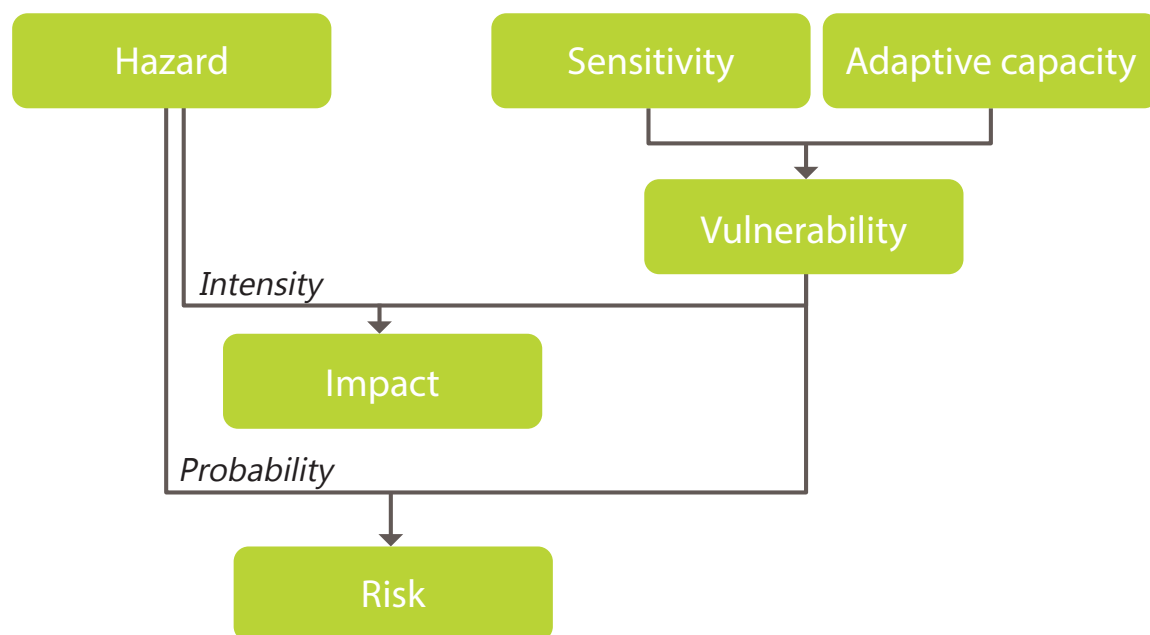 Hazard
Sensitivity
Adaptive capacity
Vulnerability
Intensity
Impact
Probability
Risk